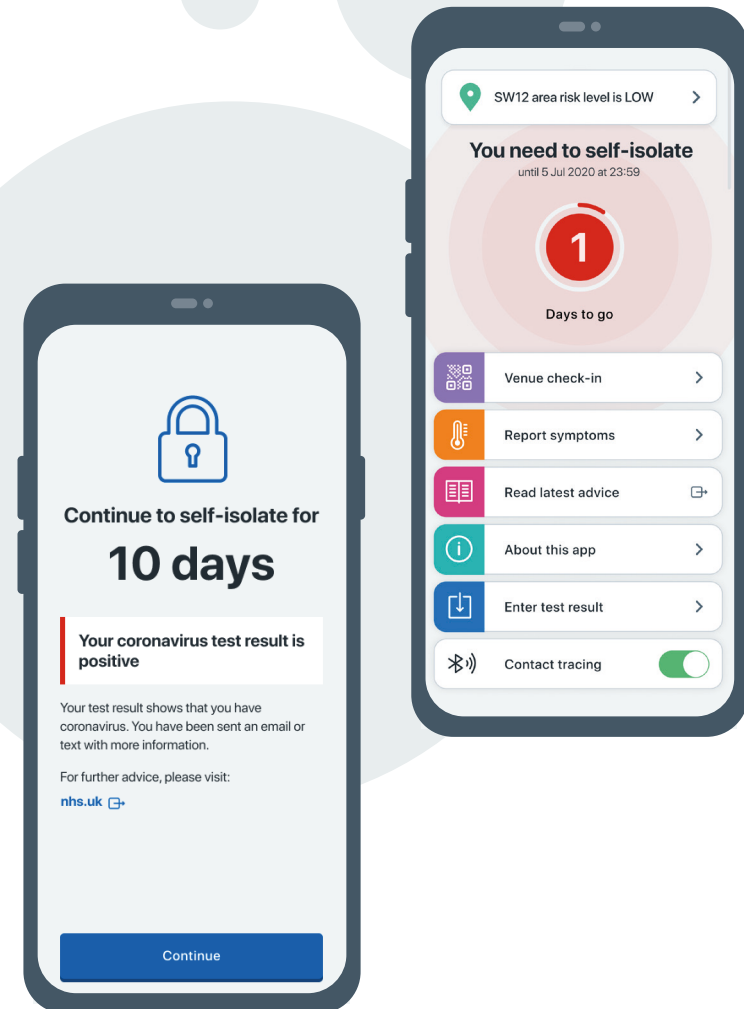 SW12 area risk level is LOW
You need to self-isolate
until 5 Jul 2020 at 23:59
1
Days to go
Venue check-in
Report symptoms
Read latest advice
About this app
Enter test result
Contact tracing
Continue to self-isolate for
10 days
Your coronavirus test result is
positive
Your test result shows that you have
coronavirus. You have been sent an email or
text with more information.
For further advice, please visit:
nhs.uk
Continue